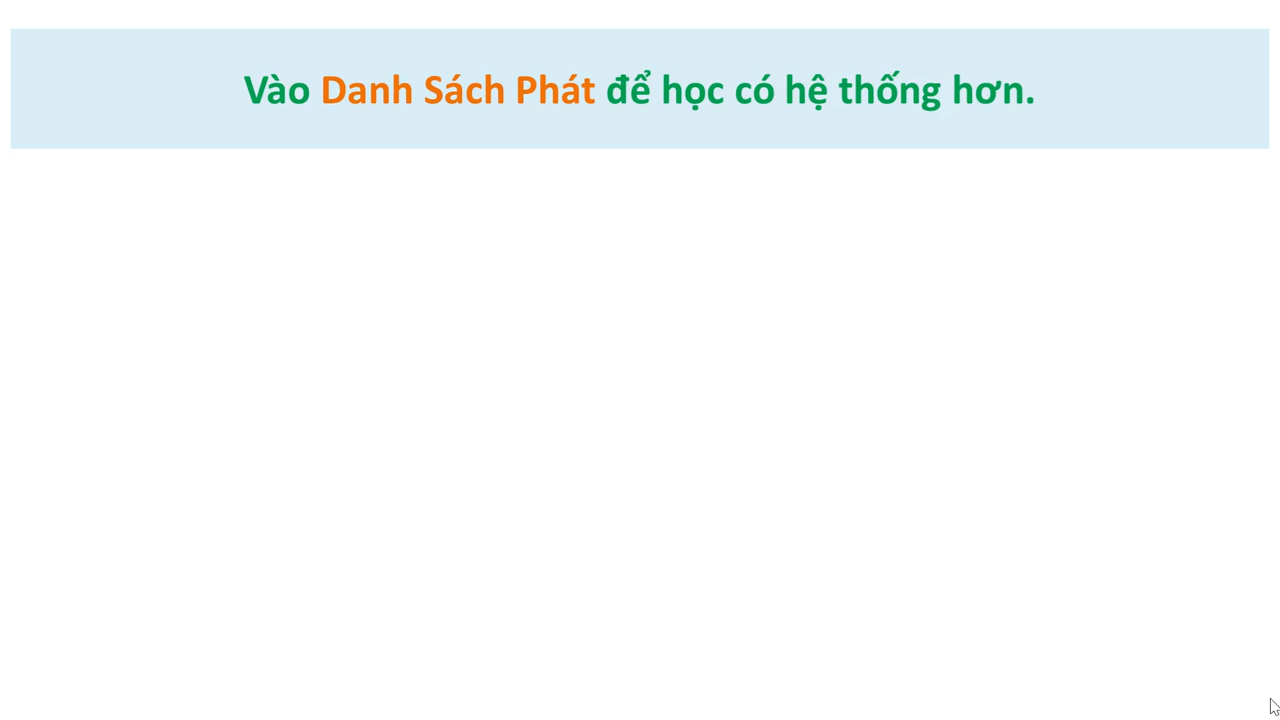 Vào Danh Sách Phát để học có hệ thống hơn.